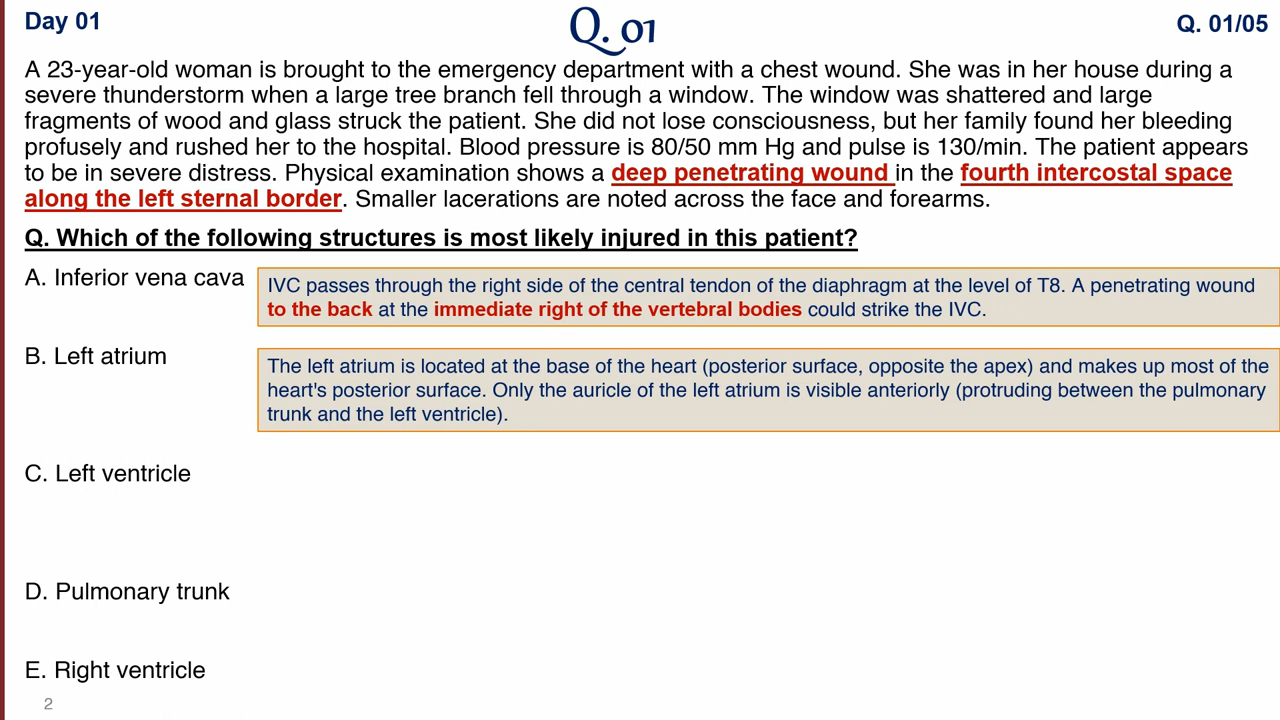 Day 01
Q. 01
Q. 01/05
A 23-year-old woman is brought to the emergency department with a chest wound. She was in her house during a
severe thunderstorm when a large tree branch fell through a window. The window was shattered and large
fragments of wood and glass struck the patient. She did not lose consciousness, but her family found her bleeding
profusely and rushed her to the hospital. Blood pressure is 80/50 mm Hg and pulse is 130/min. The patient appears
to be in severe distress. Physical examination shows a deep penetrating wound in the fourth intercostal space
along the left sternal border. Smaller lacerations are noted across the face and forearms.
Q. Which of the following structures is most likely injured in this patient?
A. Inferior vena cava
IVC passes through the right side of the central tendon of the diaphragm at the level of T8. A penetrating wound
to the back at the immediate right of the vertebral bodies could strike the IVC.
B. Left atrium
The left atrium is located at the base of the heart (posterior surface, opposite the apex) and makes up most of the
heart's posterior surface. Only the auricle of the left atrium is visible anteriorly (protruding between the pulmonary
trunk and the left ventricle).
C. Left ventricle
D. Pulmonary trunk
E. Right ventricle
2